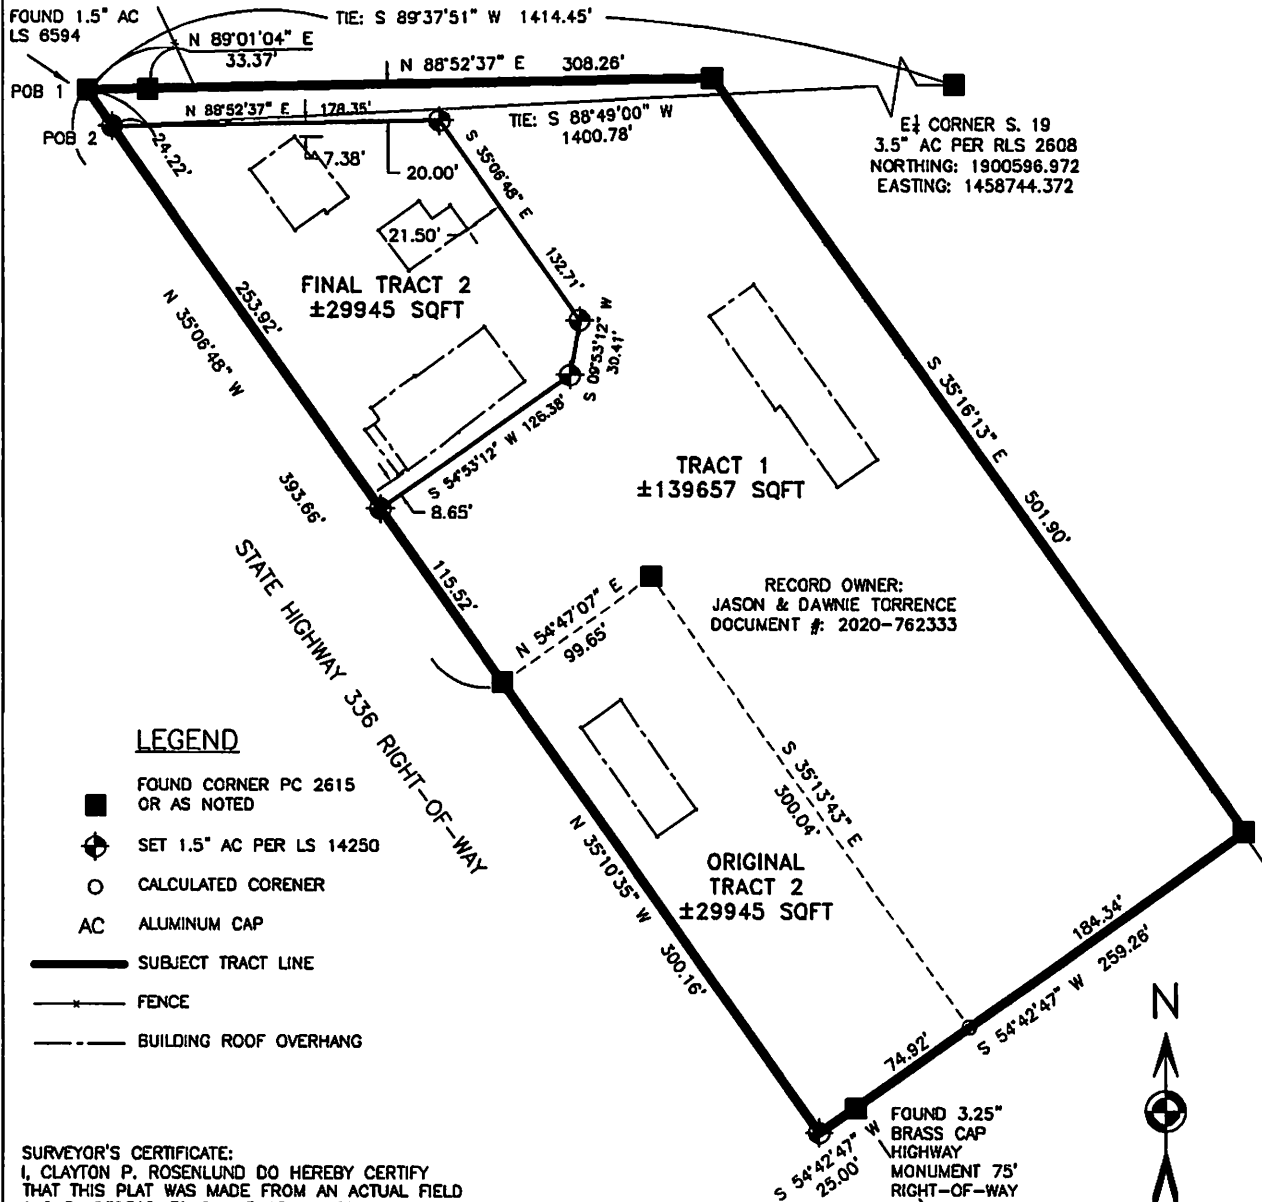 FOUND 1.5" AC
LS 6594
TIE: S 89°37'51" W 1414.45'
N 89°01'04" E
33.37'
N 88°52'37" E 308.26'
POB 1
N 88°52'37" E 178.35'
TIE: S 88°49'00" W
1400.78'
E¼ CORNER S. 19
3.5" AC PER RLS 2608
NORTHING: 1900596.972
EASTING: 1458744.372
POB 2
24.22'
7.38'
20.00'
S 35°06'48" E
132.71'
21.50'
FINAL TRACT 2
±29945 SQFT
253.92'
N 35°06'48" W
393.66'
S 09°53'12" W
30.41'
S 54°53'12" W 126.38'
8.65'
S 35°16'13" E
501.90'
TRACT 1
±139657 SQFT
115.52'
STATE HIGHWAY 336 RIGHT-OF-WAY
N 54°47'07" E
99.65'
RECORD OWNER:
JASON & DAWNIE TORRENCE
DOCUMENT #: 2020-762333
S 35°13'43" E
300.04'
N 35°10'35" W
300.16'
ORIGINAL
TRACT 2
±29945 SQFT
LEGEND
FOUND CORNER PC 2615
OR AS NOTED
SET 1.5" AC PER LS 14250
CALCULATED CORENER
AC ALUMINUM CAP
SUBJECT TRACT LINE
FENCE
BUILDING ROOF OVERHANG
184.34'
S 54°42'47" W 259.26'
74.92'
N
S 54°42'47" W
25.00'
FOUND 3.25"
BRASS CAP
HIGHWAY
MONUMENT 75'
RIGHT-OF-WAY
SURVEYOR'S CERTIFICATE:
I, CLAYTON P. ROSENLUND DO HEREBY CERTIFY
THAT THIS PLAT WAS MADE FROM AN ACTUAL FIELD